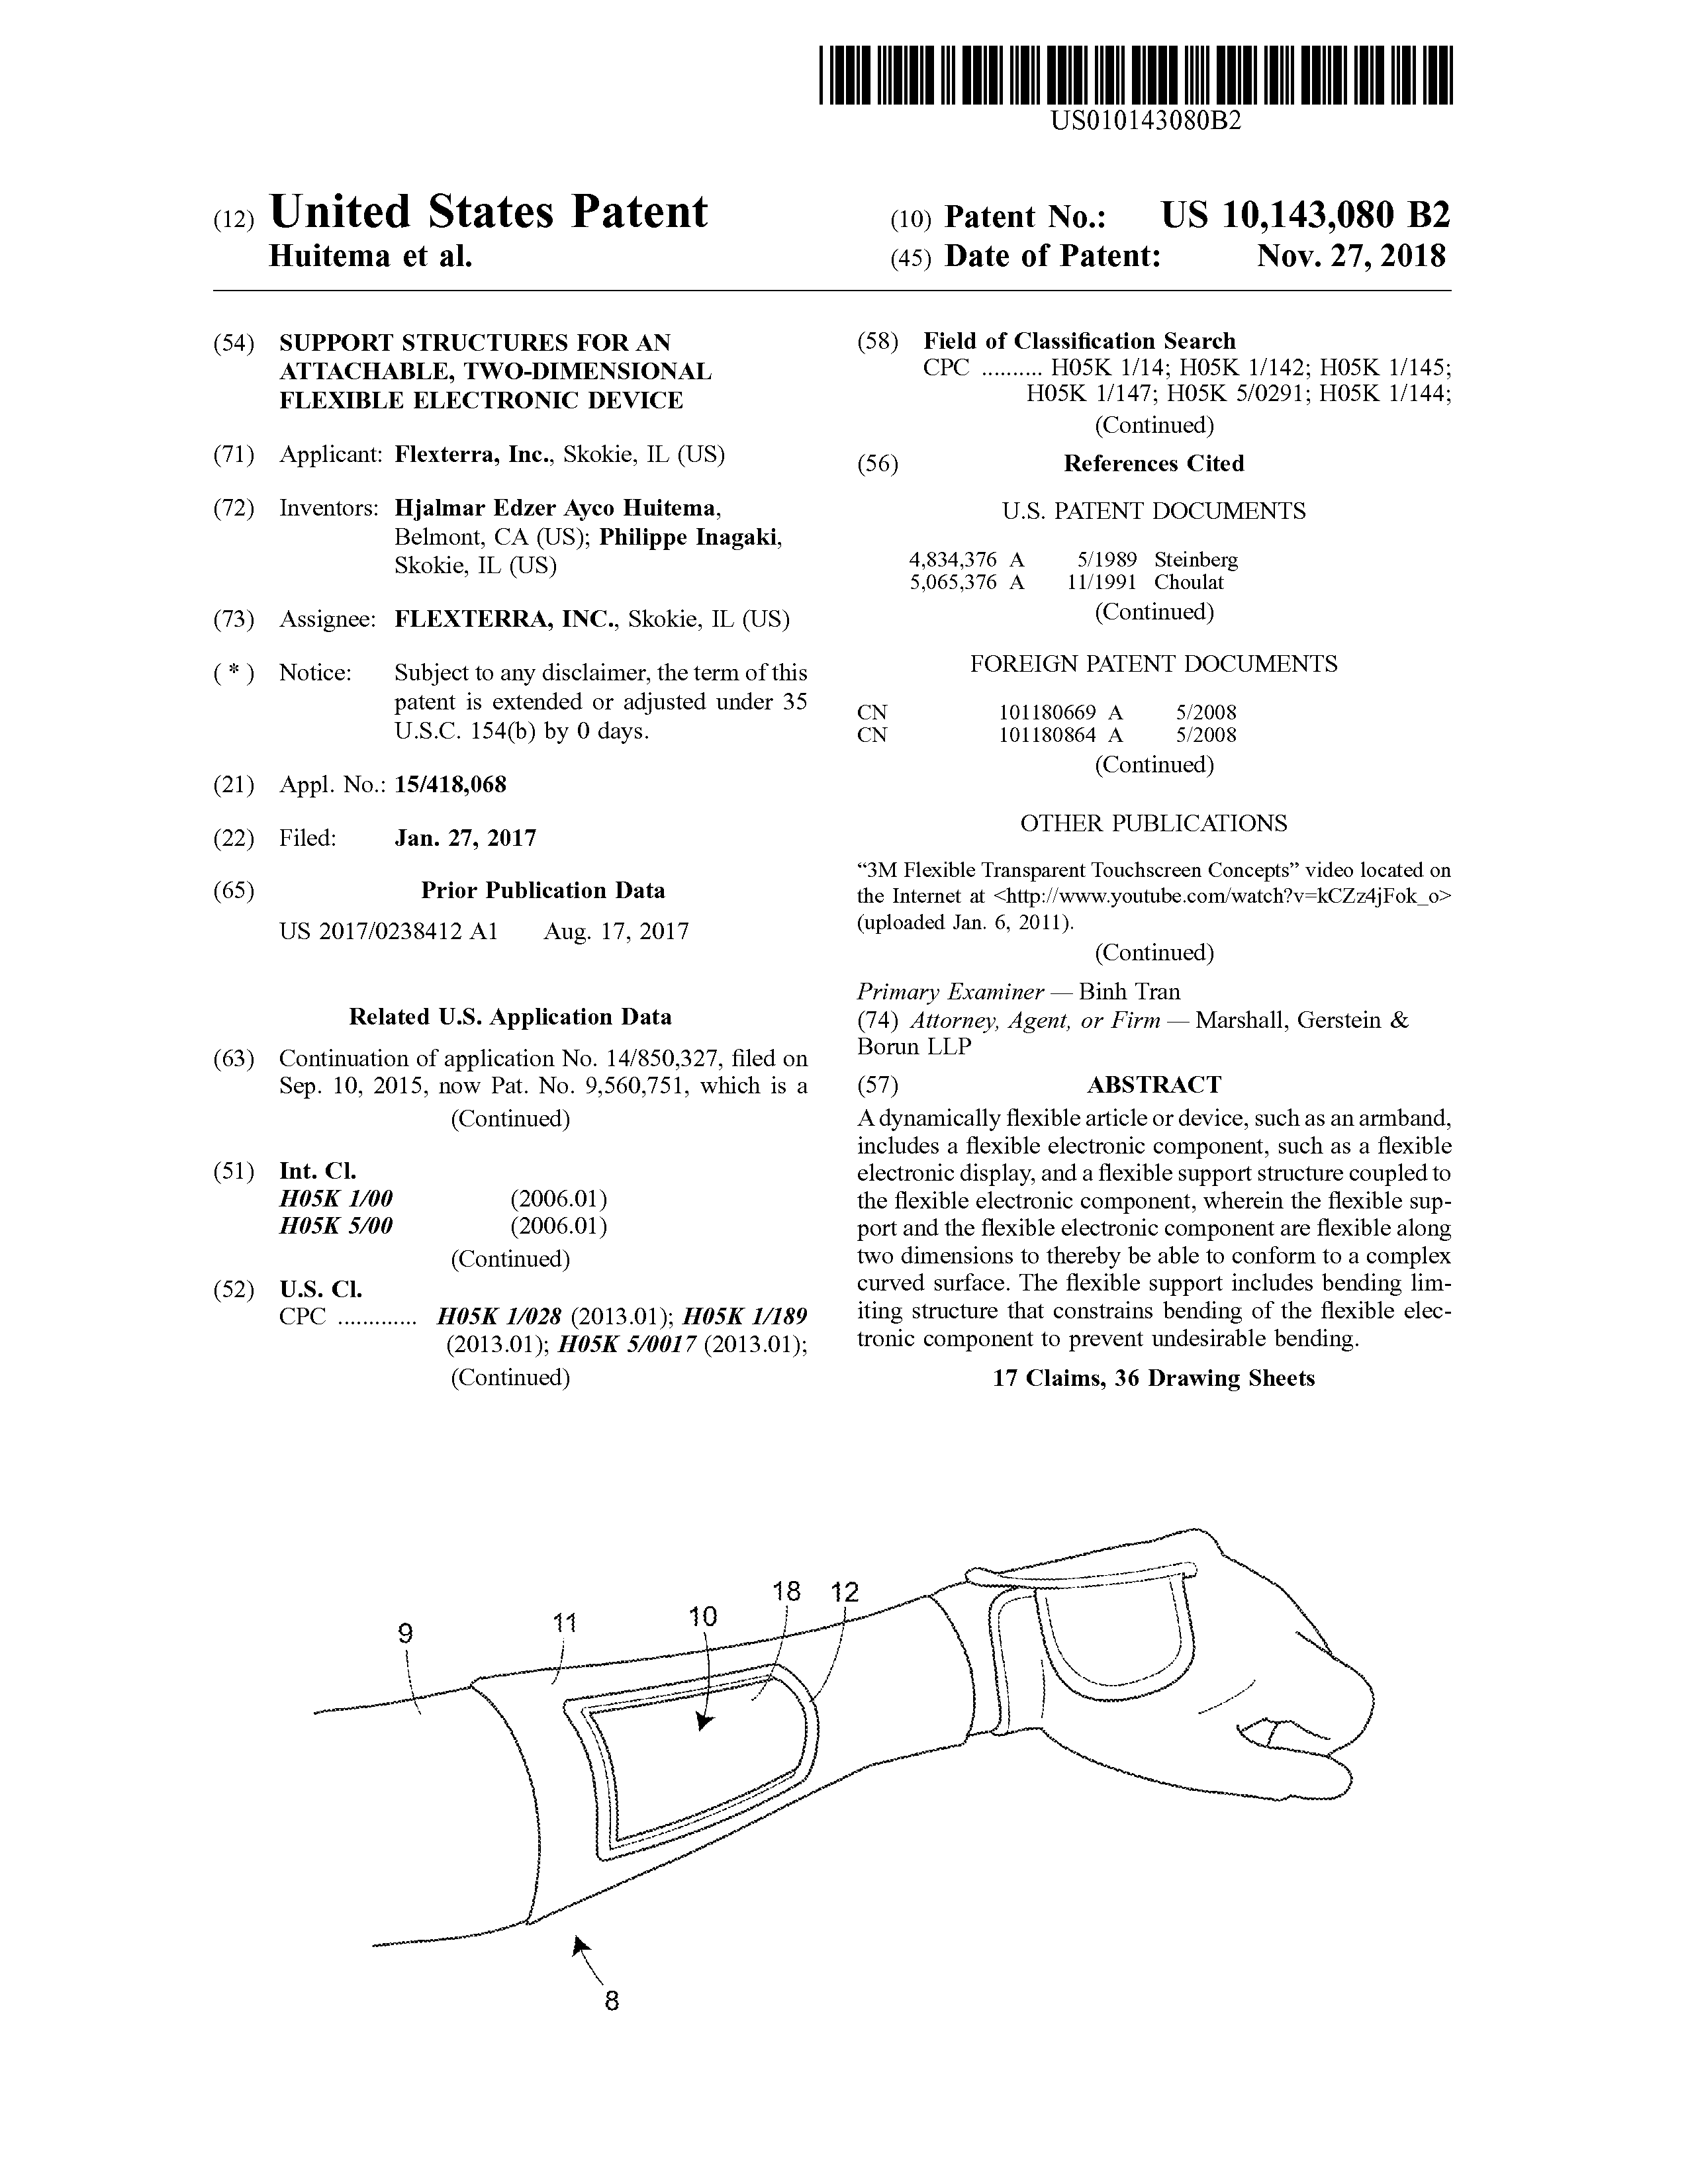 US010143080B2
(12) United States Patent
Huitema et al.
(10) Patent No.: US 10,143,080 B2
(45) Date of Patent: Nov. 27, 2018
(54) SUPPORT STRUCTURES FOR AN
ATTACHABLE, TWO-DIMENSIONAL
FLEXIBLE ELECTRONIC DEVICE
(71) Applicant: Flexterra, Inc., Skokie, IL (US)
(72) Inventors: Hjalmar Edzer Ayco Huitema,
Belmont, CA (US); Philippe Inagaki,
Skokie, IL (US)
(73) Assignee: FLEXTERRA, INC., Skokie, IL (US)
( * ) Notice: Subject to any disclaimer, the term of this
patent is extended or adjusted under 35
U.S.C. 154(b) by 0 days.
(21) Appl. No.: 15/418,068
(22) Filed: Jan. 27, 2017
(65) Prior Publication Data
US 2017/0238412 A1 Aug. 17, 2017
Related U.S. Application Data
(63) Continuation of application No. 14/850,327, filed on
Sep. 10, 2015, now Pat. No. 9,560,751, which is a
(Continued)
(51) Int. Cl.
H05K 1/00 (2006.01)
H05K 5/00 (2006.01)
(Continued)
(52) U.S. Cl.
CPC ............ H05K 1/028 (2013.01); H05K 1/189
(2013.01); H05K 5/0017 (2013.01);
(Continued)
(58) Field of Classification Search
CPC .......... H05K 1/14; H05K 1/142; H05K 1/145;
H05K 1/147; H05K 5/0291; H05K 1/144;
(Continued)
(56) References Cited
U.S. PATENT DOCUMENTS
4,834,376 A 5/1989 Steinberg
5,065,376 A 11/1991 Choulat
(Continued)
FOREIGN PATENT DOCUMENTS
CN 101180669 A 5/2008
CN 101180864 A 5/2008
(Continued)
OTHER PUBLICATIONS
“3M Flexible Transparent Touchscreen Concepts” video located on
the Internet at <http://www.youtube.com/watch?v=kCZz4jFok_o>
(uploaded Jan. 6, 2011).
(Continued)
Primary Examiner — Binh Tran
(74) Attorney, Agent, or Firm — Marshall, Gerstein &
Borun LLP
(57) ABSTRACT
A dynamically flexible article or device, such as an armband,
includes a flexible electronic component, such as a flexible
electronic display, and a flexible support structure coupled to
the flexible electronic component, wherein the flexible sup-
port and the flexible electronic component are flexible along
two dimensions to thereby be able to conform to a complex
curved surface. The flexible support includes bending lim-
iting structure that constrains bending of the flexible elec-
tronic component to prevent undesirable bending.
17 Claims, 36 Drawing Sheets
9
11
10
18
12
8